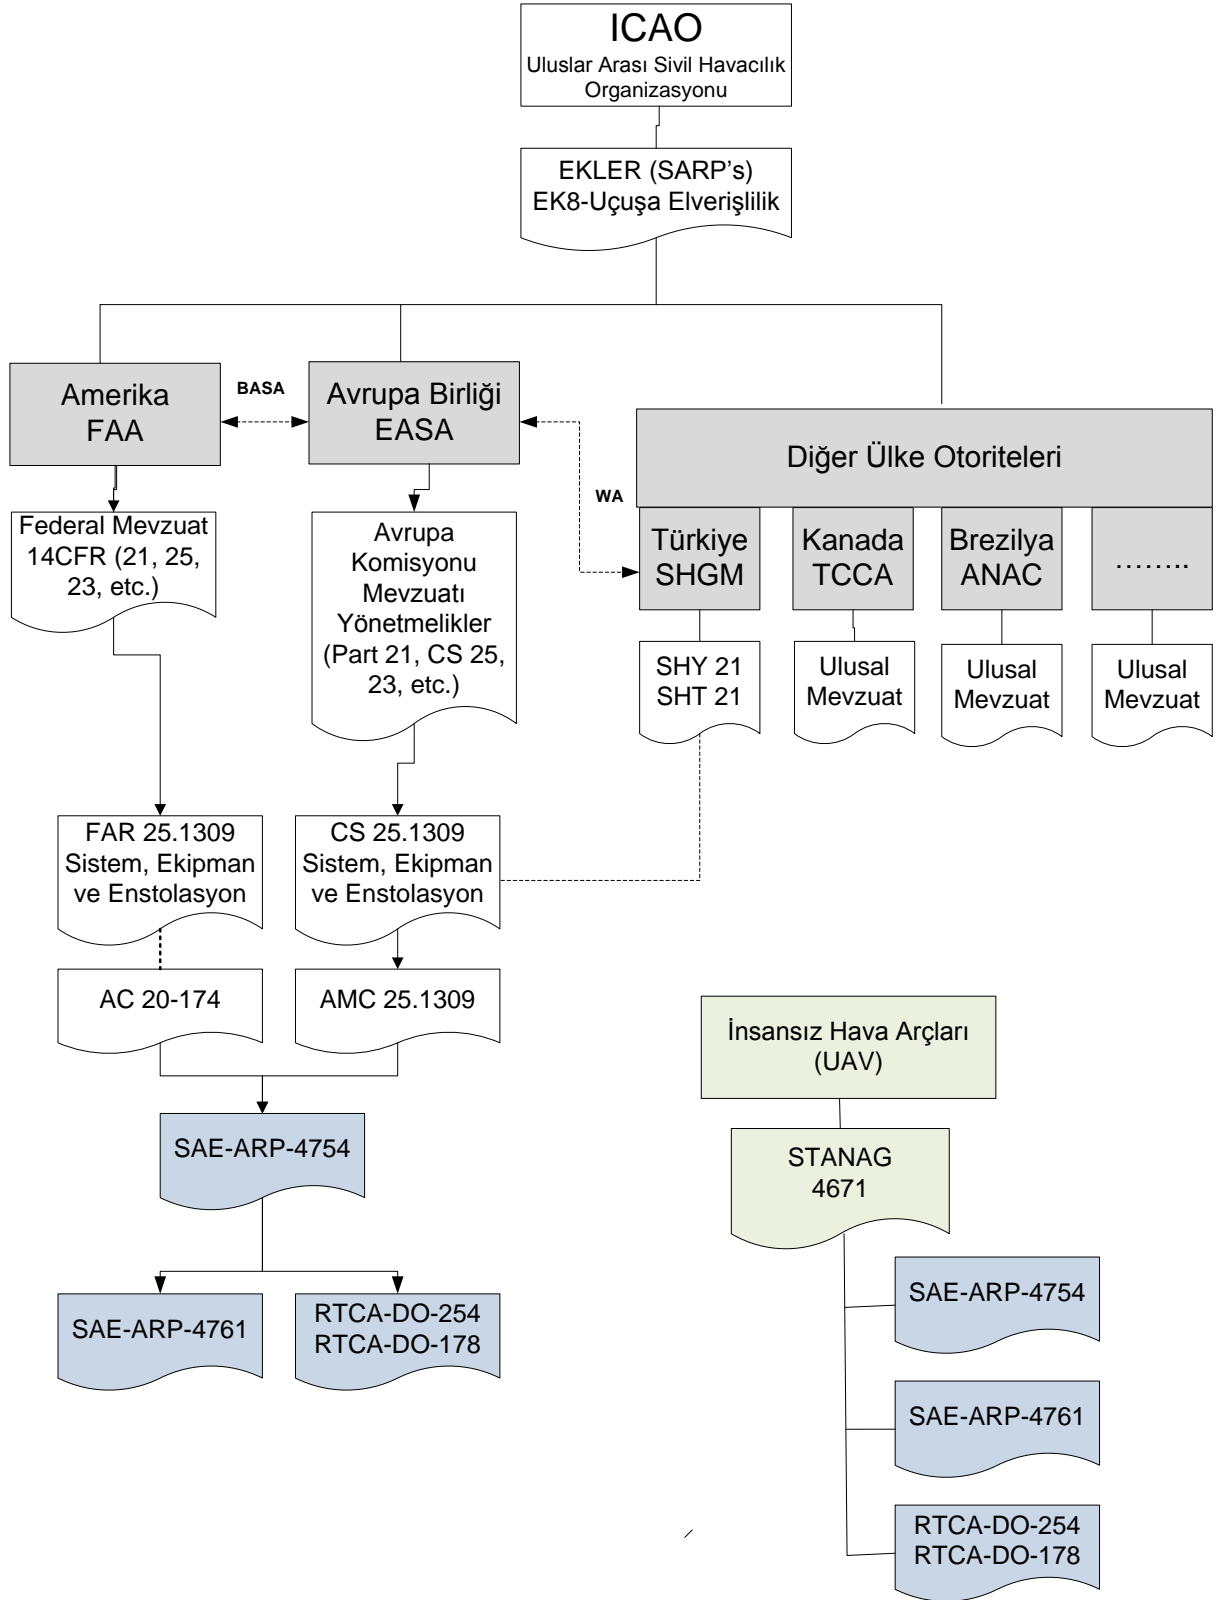 ICAO
Uluslar Arası Sivil Havacılık
Organizasyonu
EKLER (SARP's)
EK8-Uçuşa Elverişlilik
Amerika
FAA
BASA
Avrupa Birliği
EASA
WA
Diğer Ülke Otoriteleri
Türkiye
SHGM
Kanada
TCCA
Brezilya
ANAC
........
Federal Mevzuat
14CFR (21, 25,
23, etc.)
Avrupa
Komisyonu
Mevzuatı
Yönetmelikler
(Part 21, CS 25,
23, etc.)
SHY 21
SHT 21
Ulusal
Mevzuat
Ulusal
Mevzuat
Ulusal
Mevzuat
FAR 25.1309
Sistem, Ekipman
ve Enstolasyon
CS 25.1309
Sistem, Ekipman
ve Enstolasyon
AC 20-174
AMC 25.1309
SAE-ARP-4754
SAE-ARP-4761
RTCA-DO-254
RTCA-DO-178
İnsansız Hava Arçları
(UAV)
STANAG
4671
SAE-ARP-4754
SAE-ARP-4761
RTCA-DO-254
RTCA-DO-178